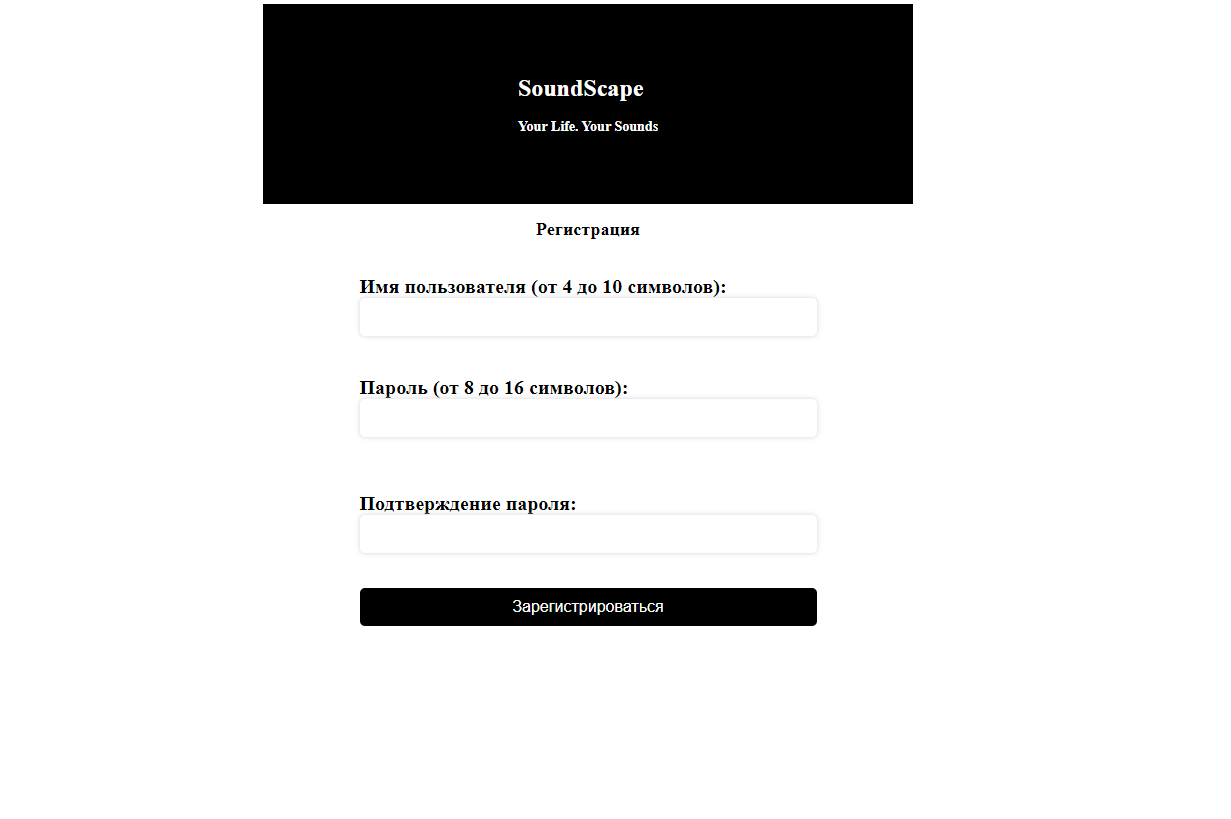 SoundScape
Your Life. Your Sounds
Регистрация
Имя пользователя (от 4 до 10 символов):
Пароль (от 8 до 16 символов):
Подтверждение пароля:
Зарегистрироваться